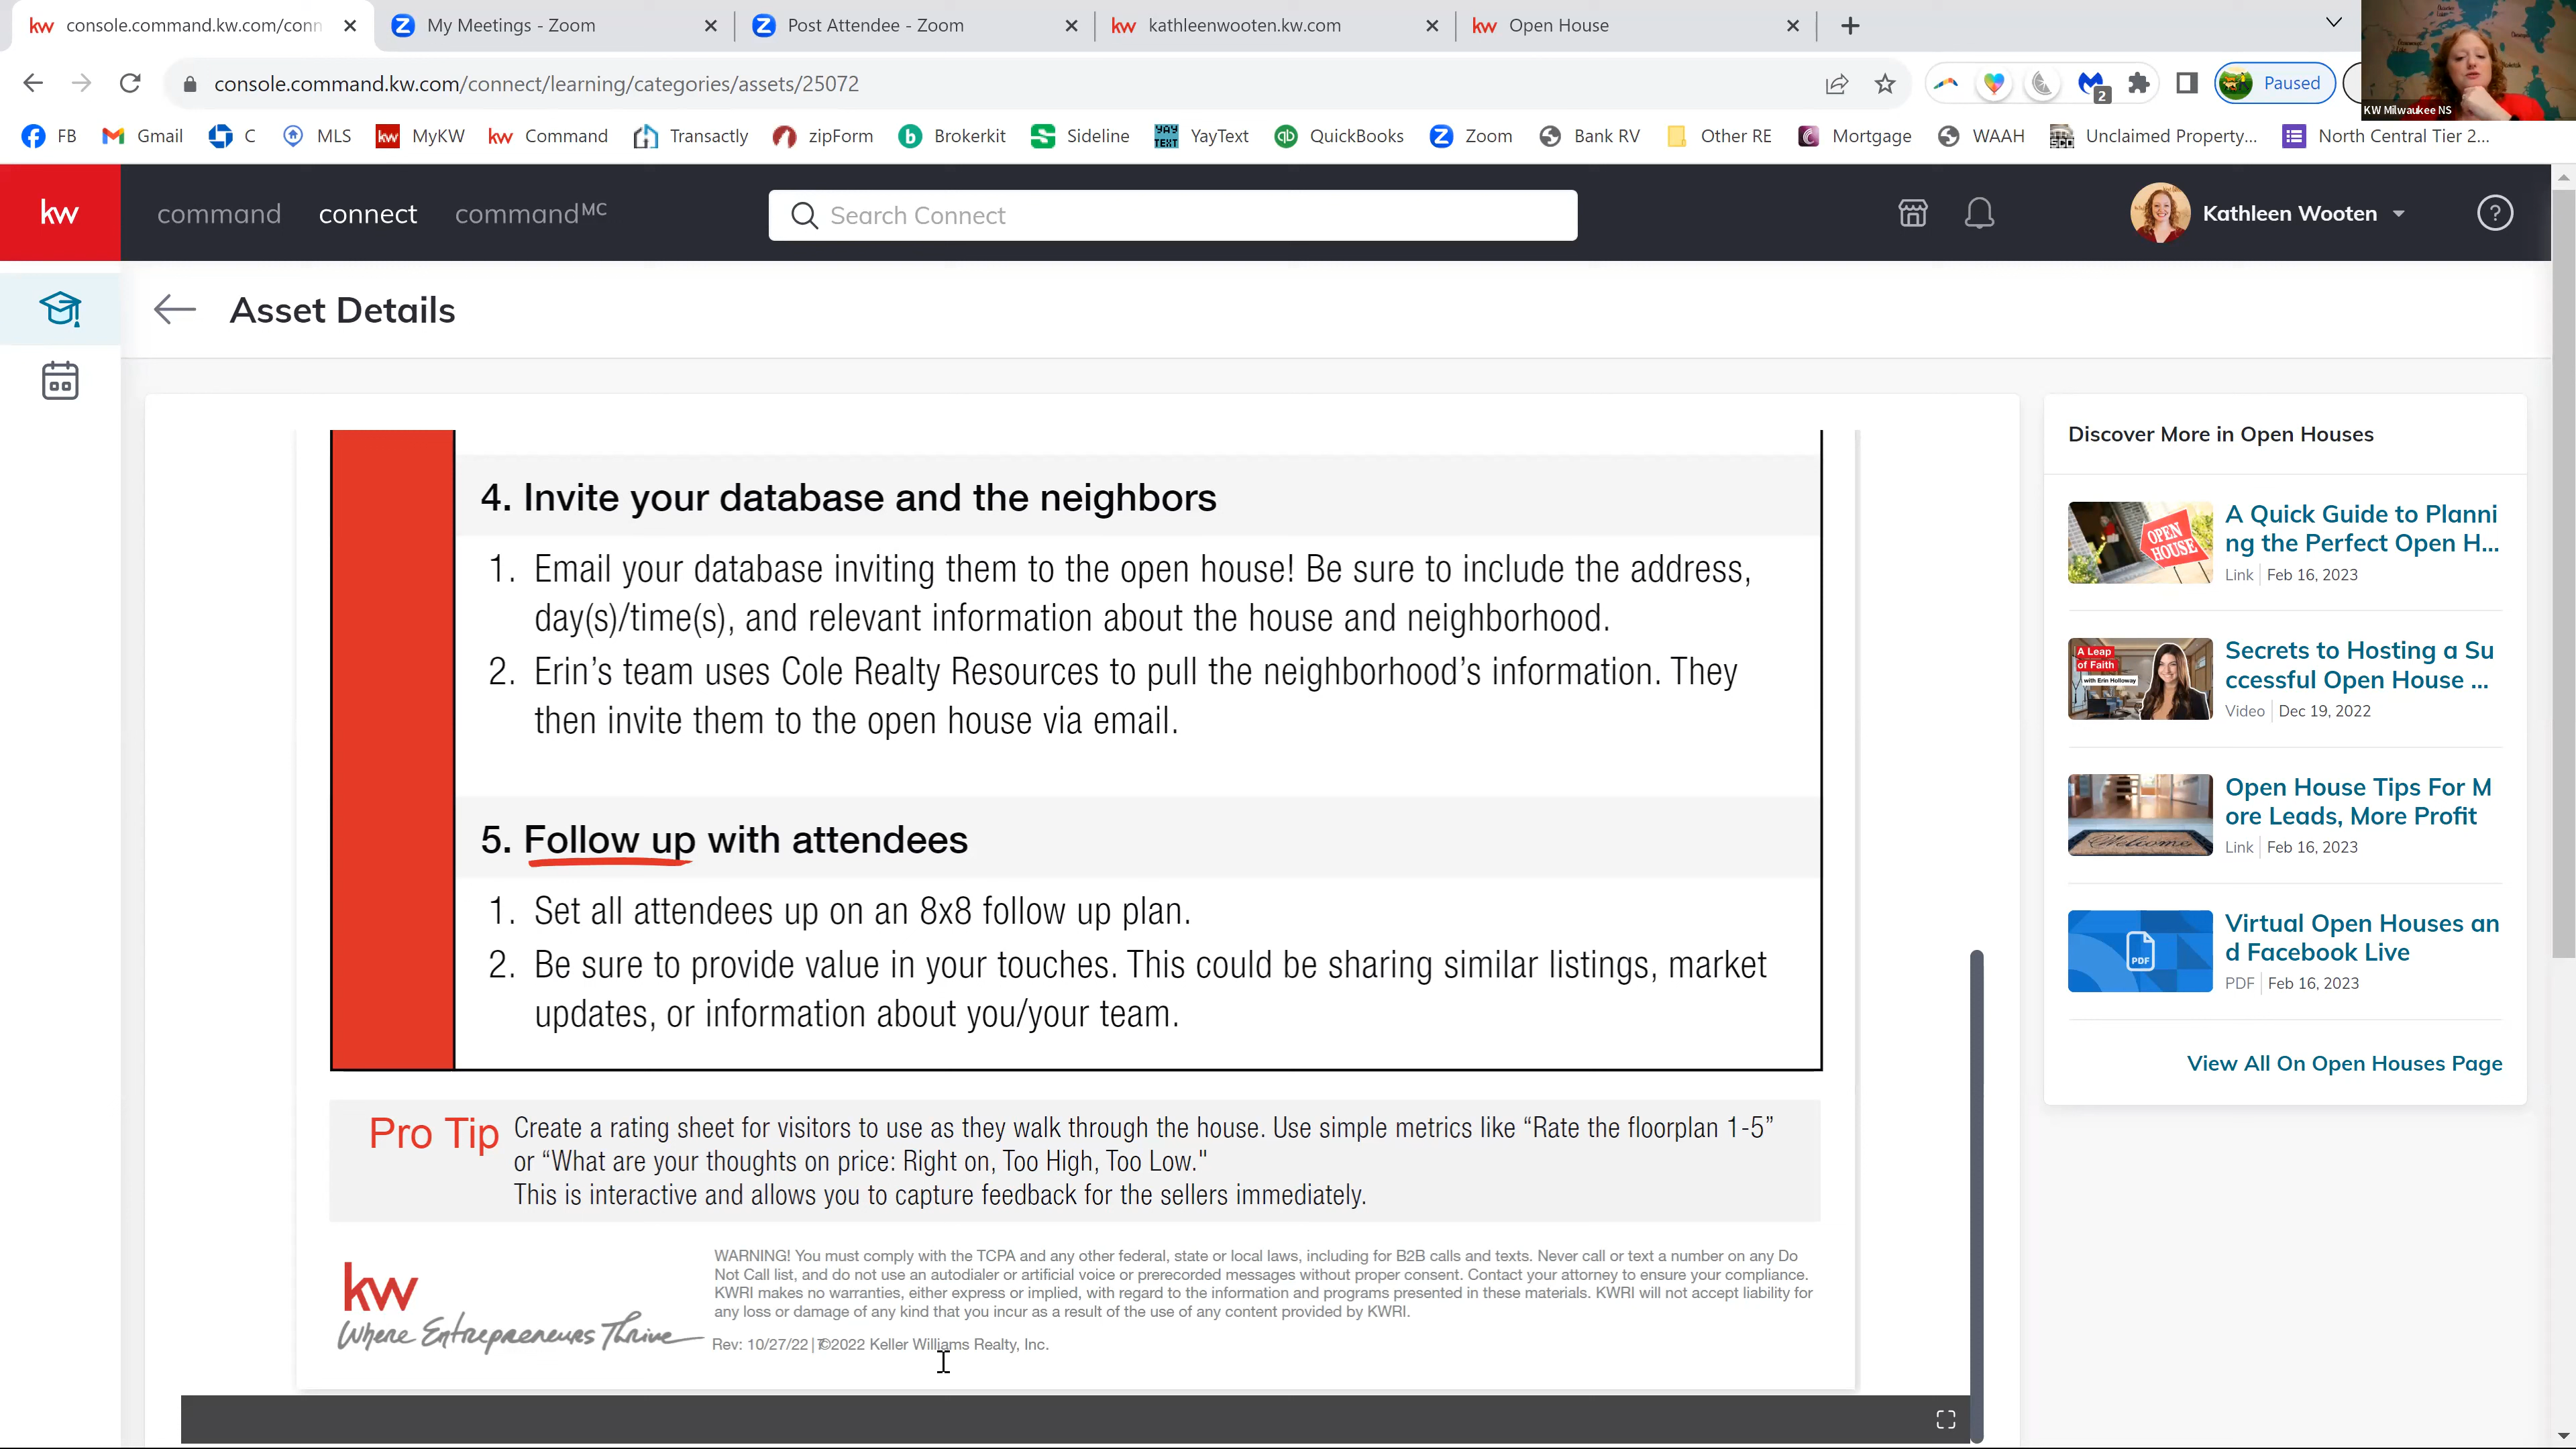 console.command.kw.com/conn
My Meetings - Zoom
Post Attendee - Zoom
kathleenwooten.kw.com
Open House
console.command.kw.com/connect/learning/categories/assets/25072
2
Paused
KW Milwaukee NS
FB
Gmail
C
MLS
MyKW
Command
Transactly
zipForm
Brokerkit
Sideline
YAY TEXT
YayText
QuickBooks
Zoom
Bank RV
Other RE
Mortgage
WAAH
Unclaimed Property...
North Central Tier 2...
kw
command
connect
commandMC
Search Connect
Kathleen Wooten
Asset Details
4. Invite your database and the neighbors
1. Email your database inviting them to the open house! Be sure to include the address,
day(s)/time(s), and relevant information about the house and neighborhood.
2. Erin’s team uses Cole Realty Resources to pull the neighborhood’s information. They
then invite them to the open house via email.
5. Follow up with attendees
1. Set all attendees up on an 8x8 follow up plan.
2. Be sure to provide value in your touches. This could be sharing similar listings, market
updates, or information about you/your team.
Pro Tip
Create a rating sheet for visitors to use as they walk through the house. Use simple metrics like “Rate the floorplan 1-5”
or “What are your thoughts on price: Right on, Too High, Too Low."
This is interactive and allows you to capture feedback for the sellers immediately.
kw
Where Entrepreneurs Thrive
WARNING! You must comply with the TCPA and any other federal, state or local laws, including for B2B calls and texts. Never call or text a number on any Do
Not Call list, and do not use an autodialer or artificial voice or prerecorded messages without proper consent. Contact your attorney to ensure your compliance.
KWRI makes no warranties, either express or implied, with regard to the information and programs presented in these materials. KWRI will not accept liability for
any loss or damage of any kind that you incur as a result of the use of any content provided by KWRI.
Rev: 10/27/22 | ©2022 Keller Williams Realty, Inc.
Discover More in Open Houses
OPEN HOUSE
A Quick Guide to Planni
ng the Perfect Open H...
Link | Feb 16, 2023
A Leap
of Faith
with Erin Holloway
Secrets to Hosting a Su
ccessful Open House ...
Video | Dec 19, 2022
Welcome
Open House Tips For M
ore Leads, More Profit
Link | Feb 16, 2023
PDF
Virtual Open Houses an
d Facebook Live
PDF | Feb 16, 2023
View All On Open Houses Page